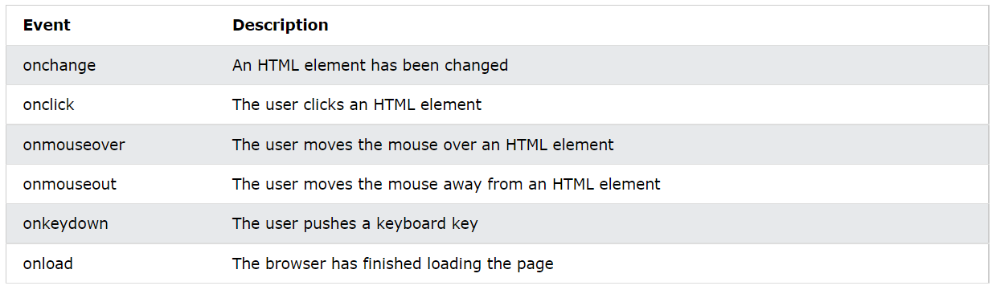 Event Description
onchange An HTML element has been changed
onclick The user clicks an HTML element
onmouseover The user moves the mouse over an HTML element
onmouseout The user moves the mouse away from an HTML element
onkeydown The user pushes a keyboard key
onload The browser has finished loading the page